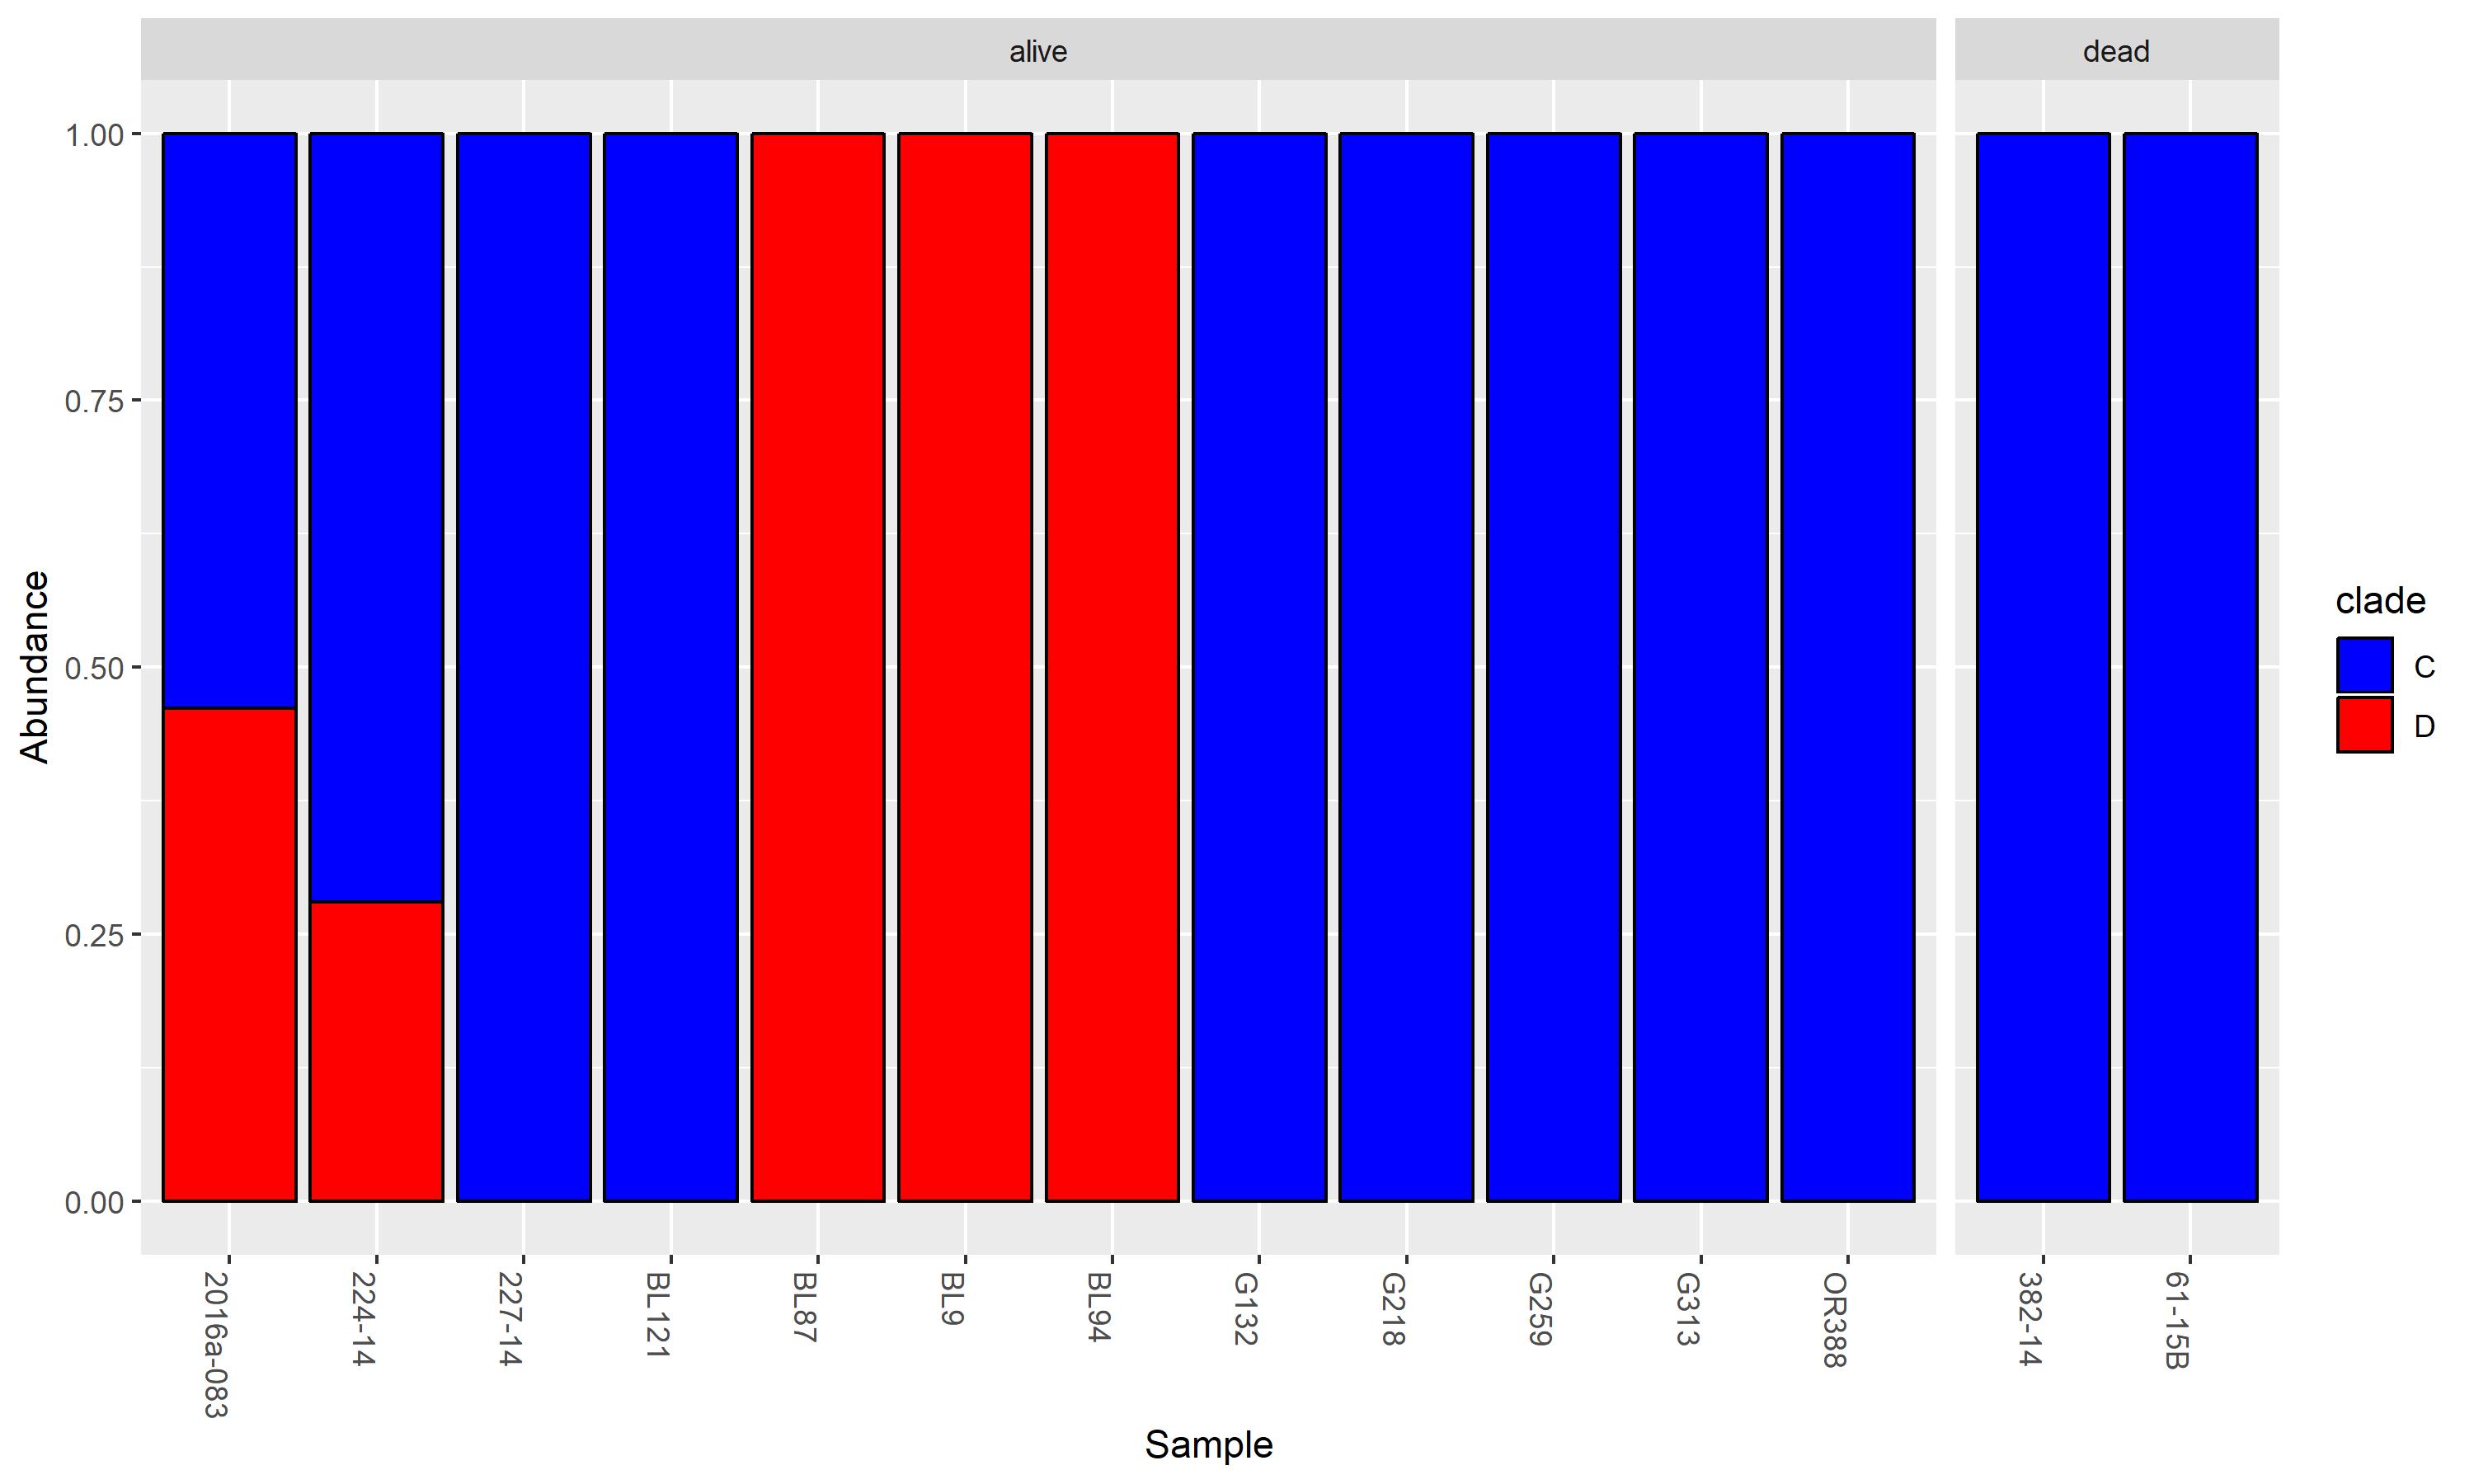 alive
dead
1.00
0.75
0.50
0.25
0.00
Abundance
2016a-083
224-14
227-14
BL121
BL87
BL9
BL94
G132
G218
G259
G313
OR388
382-14
61-15B
Sample
clade
C
D